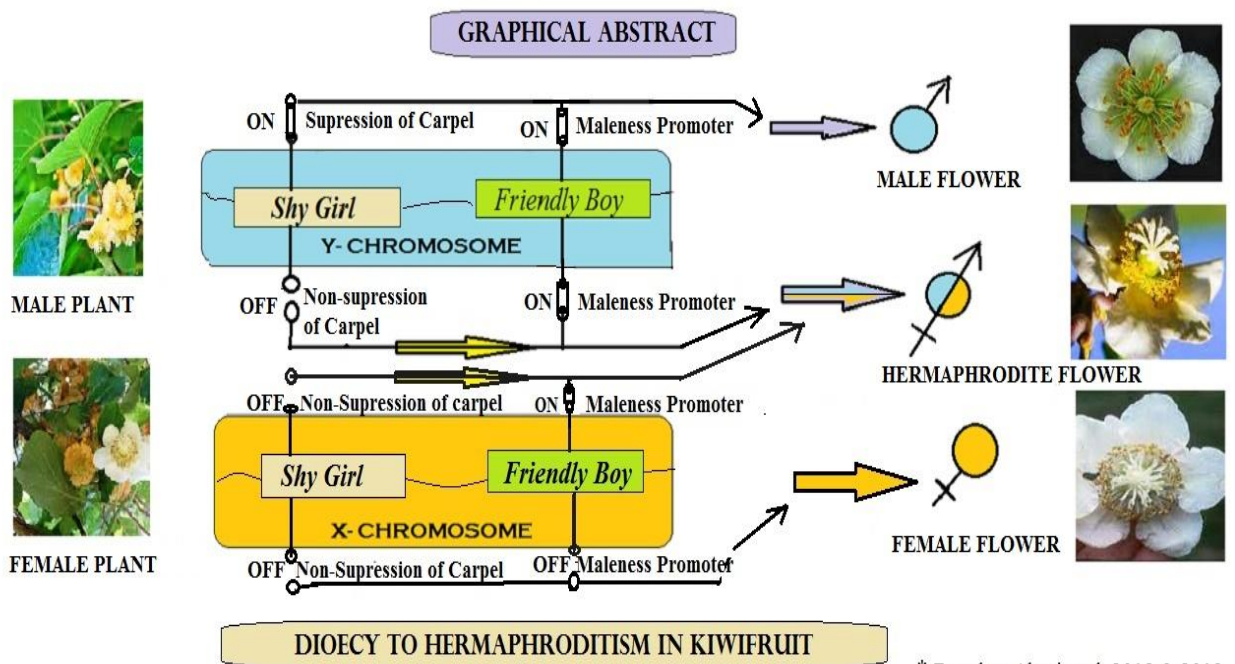 GRAPHICAL ABSTRACT
ON
Supression of Carpel
ON
Maleness Promoter
MALE FLOWER
Shy Girl
Friendly Boy
Y- CHROMOSOME
MALE PLANT
OFF
Non-supression
of Carpel
ON
Maleness Promoter
HERMAPHRODITE FLOWER
OFF
Non-Supression of carpel
ON
Maleness Promoter
Shy Girl
Friendly Boy
X- CHROMOSOME
FEMALE PLANT
FEMALE FLOWER
OFF
Non-Supression of Carpel
OFF
Maleness Promoter
DIOECY TO HERMAPHRODITISM IN KIWIFRUIT